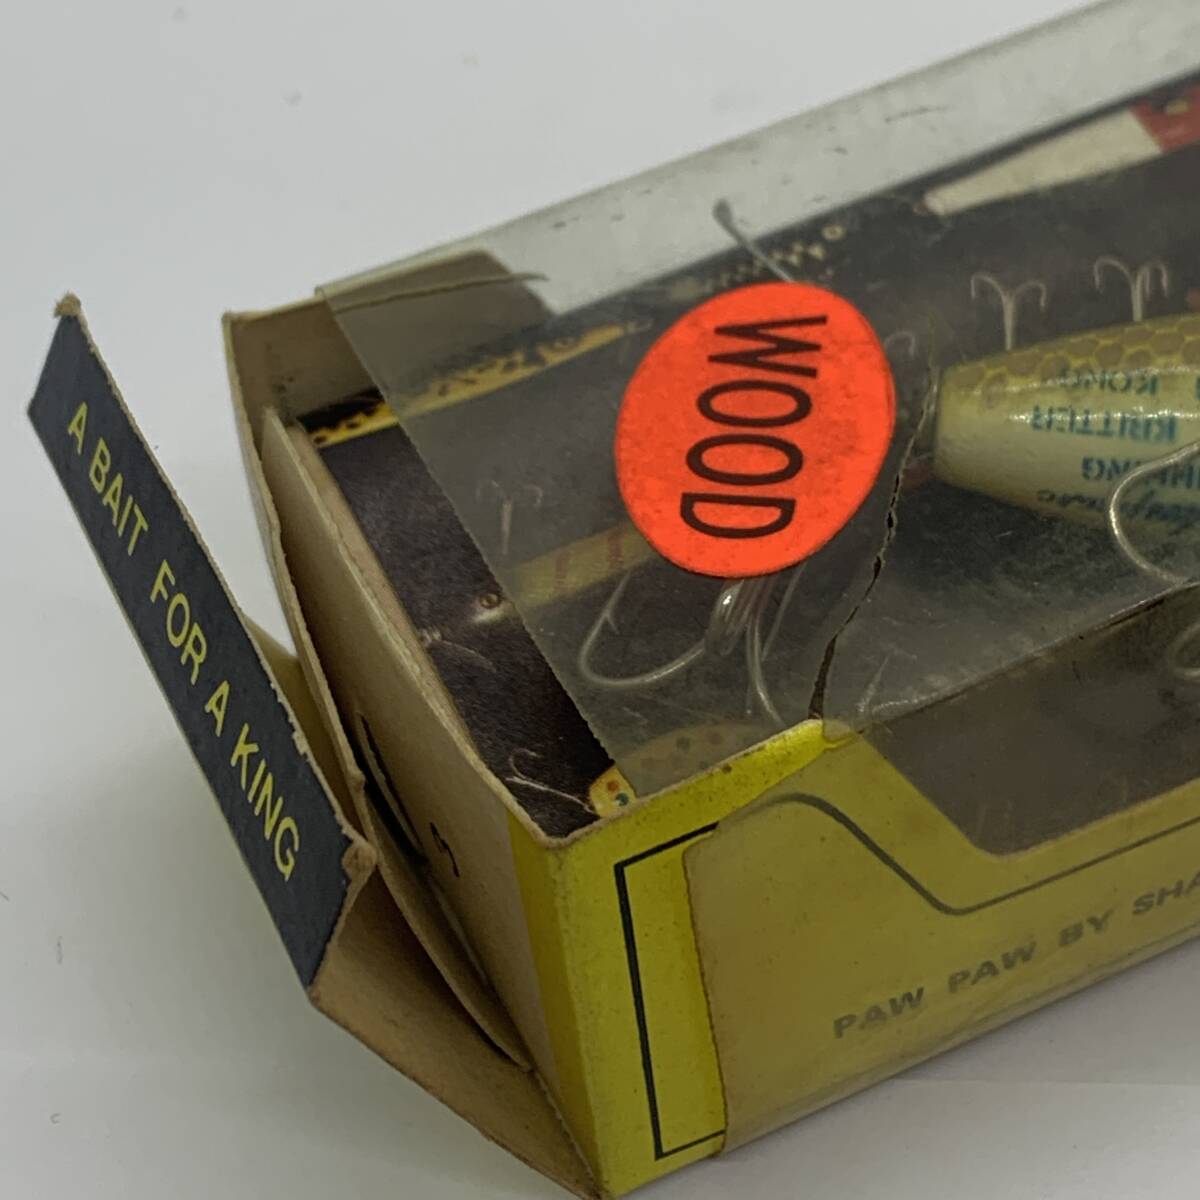 A BAIT FOR A KING
WOOD
KONG
KRITTER
PAW PAW BY SHA